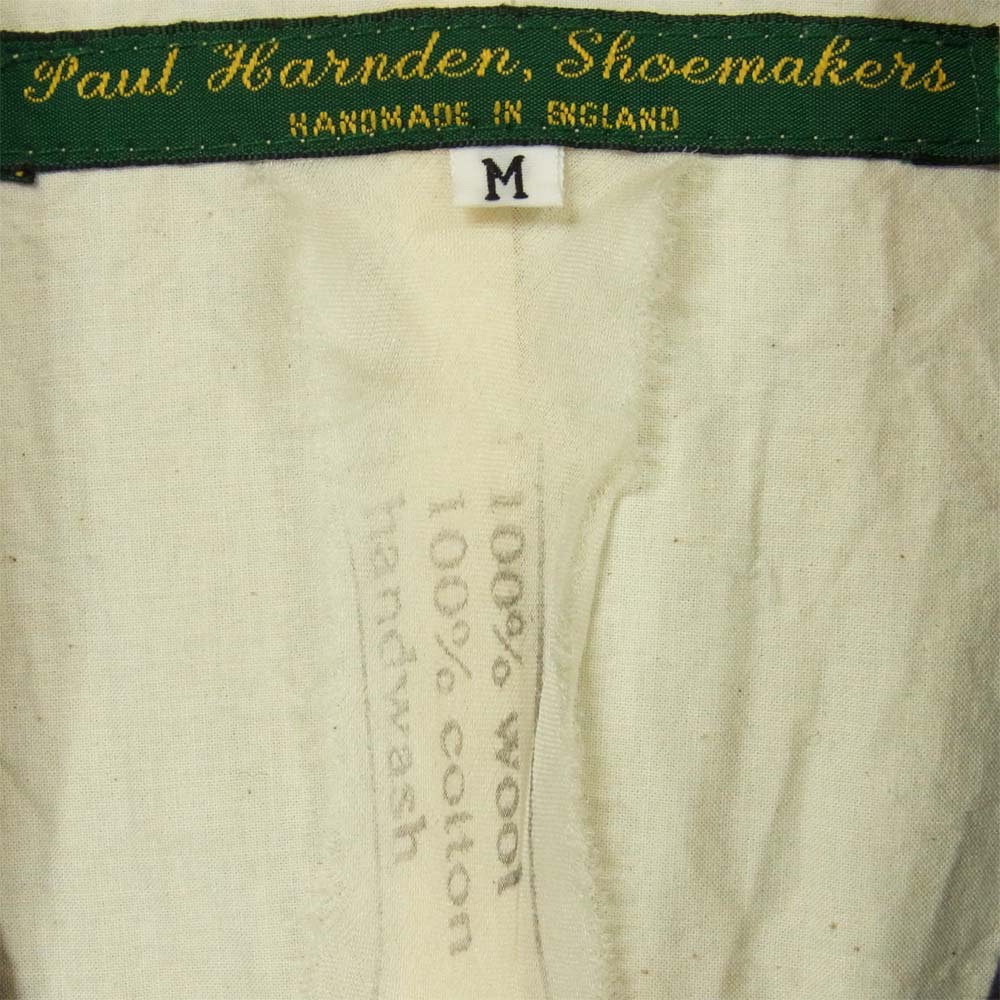 Paul Harnden, Shoemakers
HANDMADE IN ENGLAND
M
100% wool
100% cotton
handwash